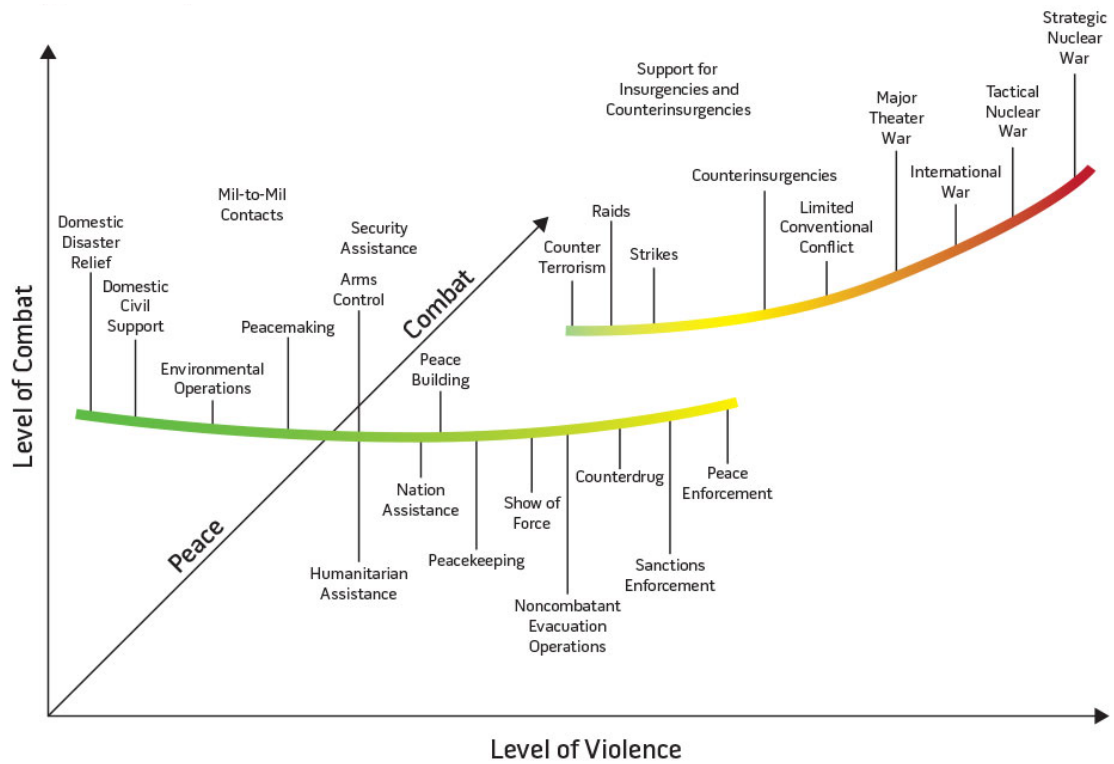 Strategic
Nuclear
War
Support for
Insurgencies and
Counterinsurgencies
Major
Theater
War
Tactical
Nuclear
War
Mil-to-Mil
Contacts
Counterinsurgencies
International
War
Domestic
Disaster
Relief
Security
Assistance
Raids
Limited
Conventional
Conflict
Counter
Terrorism
Strikes
Domestic
Civil
Support
Arms
Control
Combat
Peacemaking
Environmental
Operations
Peace
Building
Level of Combat
Nation
Assistance
Show of
Force
Counterdrug
Peace
Enforcement
Peace
Humanitarian
Assistance
Peacekeeping
Sanctions
Enforcement
Noncombatant
Evacuation
Operations
Level of Violence